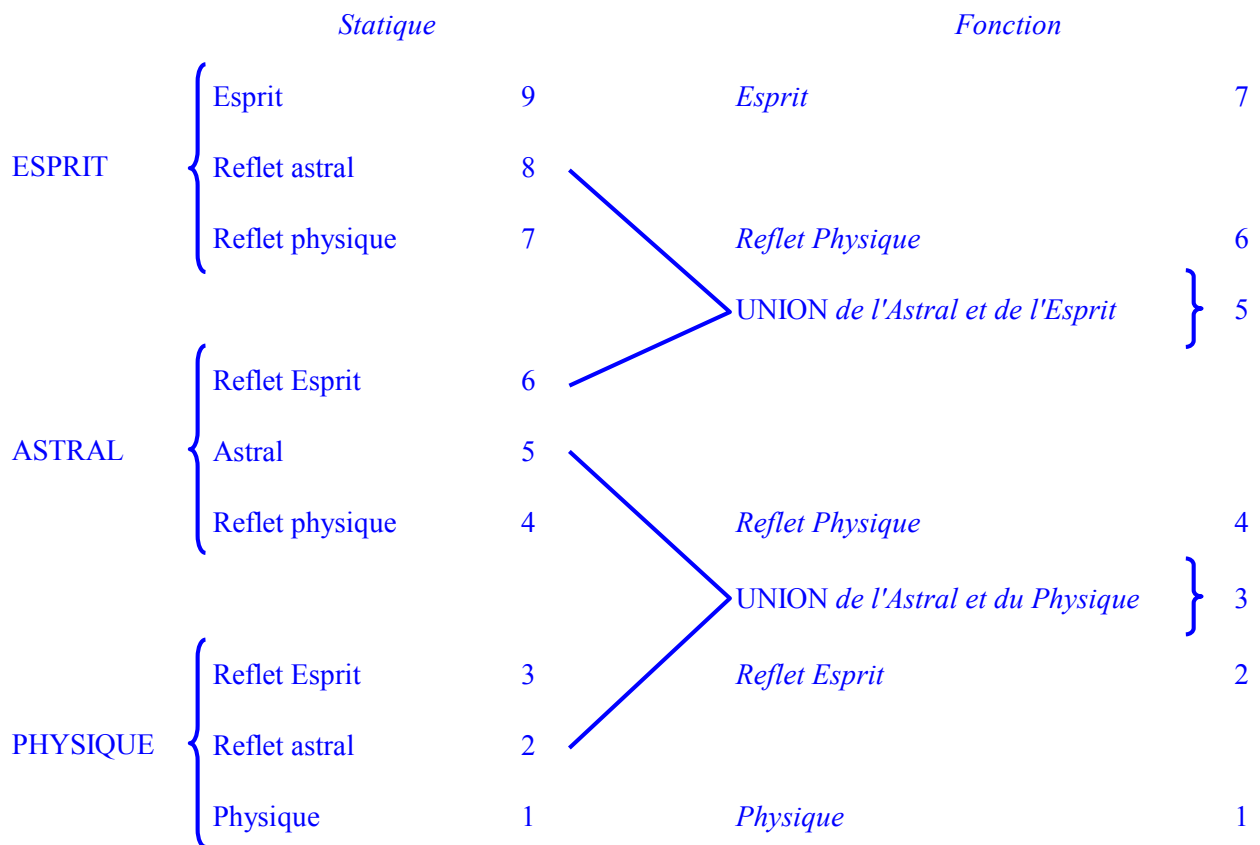 Statique Fonction
Esprit 9 Esprit 7
ESPRIT Reflet astral 8
Reflet physique 7 Reflet Physique 6
UNION de l'Astral et de l'Esprit 5
Reflet Esprit 6
ASTRAL Astral 5
Reflet physique 4 Reflet Physique 4
UNION de l'Astral et du Physique 3
Reflet Esprit 3 Reflet Esprit 2
PHYSIQUE Reflet astral 2
Physique 1 Physique 1